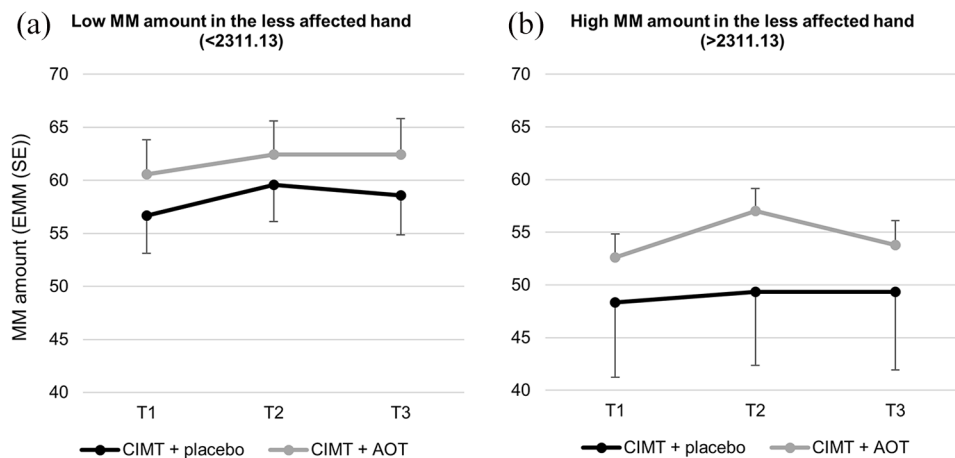 (a) Low MM amount in the less affected hand
(<2311.13)
MM amount (EMM (SE))
70
65
60
55
50
45
40
T1 T2 T3
CIMT + placebo CIMT + AOT
(b) High MM amount in the less affected hand
(>2311.13)
70
65
60
55
50
45
40
T1 T2 T3
CIMT + placebo CIMT + AOT